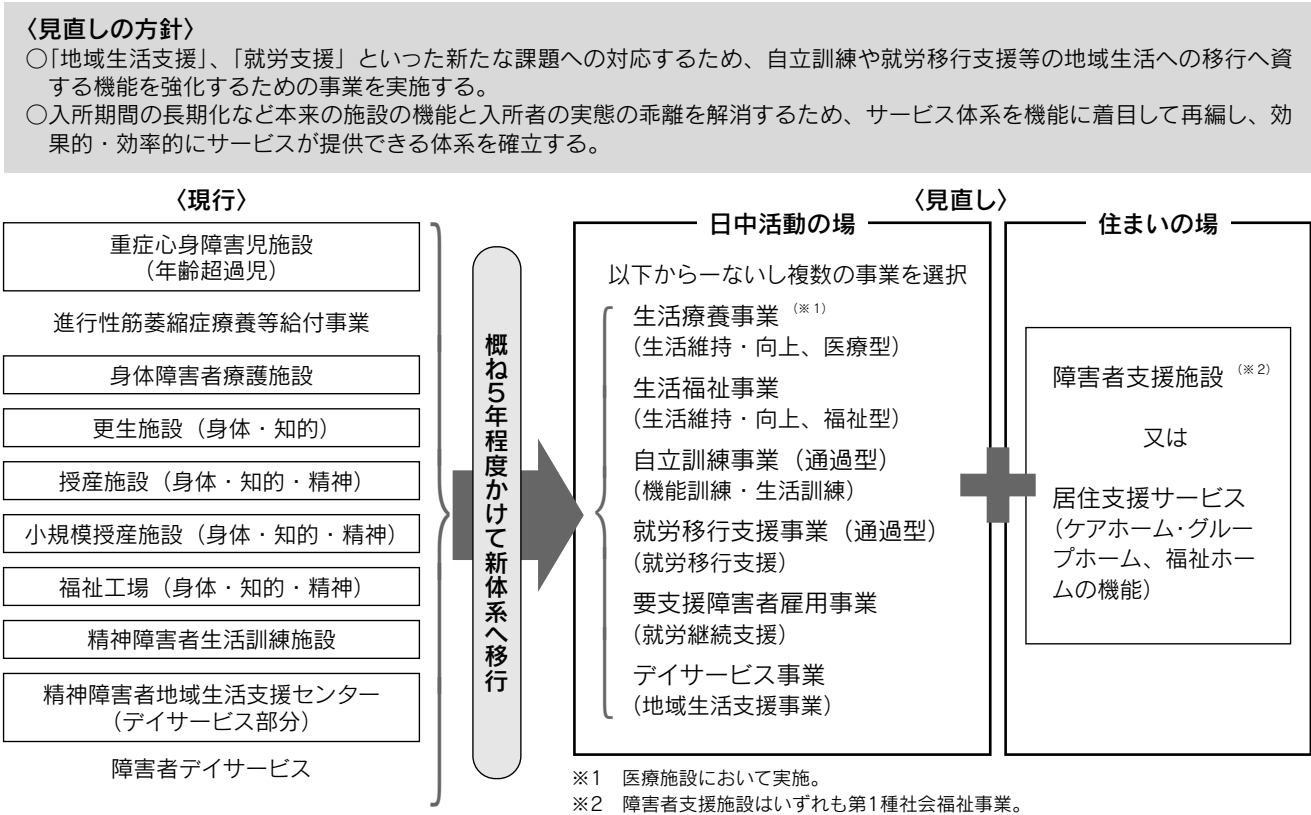 〈見直しの方針〉
○「地域生活支援」、「就労支援」といった新たな課題への対応するため、自立訓練や就労移行支援等の地域生活への移行へ資
する機能を強化するための事業を実施する。
○入所期間の長期化など本来の施設の機能と入所者の実態の乖離を解消するため、サービス体系を機能に着目して再編し、効
果的・効率的にサービスが提供できる体系を確立する。
〈現行〉
重症心身障害児施設
（年齢超過児）
進行性筋萎縮症療養等給付事業
身体障害者療護施設
更生施設（身体・知的）
授産施設（身体・知的・精神）
小規模授産施設（身体・知的・精神）
福祉工場（身体・知的・精神）
精神障害者生活訓練施設
精神障害者地域生活支援センター
（デイサービス部分）
障害者デイサービス
概ね5年程度かけて新体系へ移行
〈見直し〉
日中活動の場
以下から一ないし複数の事業を選択
生活療養事業（※1）
（生活維持・向上、医療型）
生活福祉事業
（生活維持・向上、福祉型）
自立訓練事業（通過型）
（機能訓練・生活訓練）
就労移行支援事業（通過型）
（就労移行支援）
要支援障害者雇用事業
（就労継続支援）
デイサービス事業
（地域生活支援事業）
住まいの場
障害者支援施設（※2）
又は
居住支援サービス
（ケアホーム・グルー
プホーム、福祉ホー
ムの機能）
※1　医療施設において実施。
※2　障害者支援施設はいずれも第1種社会福祉事業。